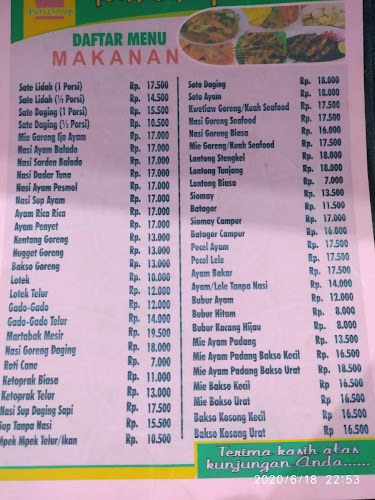 DAFTAR MENU
MAKANAN
Sate Lidah (1 Porsi) Rp. 17.500
Sate Lidah (½ Porsi) Rp. 14.500
Sate Daging (1 Porsi) Rp. 15.500
Sate Daging (½ Porsi) Rp. 10.500
Mie Goreng Ijo Ayam Rp. 17.000
Nasi Ayam Balado Rp. 17.000
Nasi Sarden Balado Rp. 17.000
Nasi Dadar Tuna Rp. 17.000
Nasi Ayam Pesmol Rp. 17.000
Nasi Sup Ayam Rp. 17.000
Ayam Rica Rica Rp. 17.000
Ayam Penyet Rp. 17.000
Kentang Goreng Rp. 13.000
Nugget Goreng Rp. 13.000
Bakso Goreng Rp. 13.000
Lotek Rp. 10.000
Lotek Telur Rp. 12.000
Gado-Gado Rp. 12.000
Gado-Gado Telur Rp. 14.000
Martabak Mesir Rp. 19.500
Nasi Goreng Daging Rp. 18.000
Roti Cane Rp. 7.000
Ketoprak Biasa Rp. 11.000
Ketoprak Telur Rp. 13.000
Nasi Sup Daging Sapi Rp. 17.500
Sup Tanpa Nasi Rp. 15.500
Mpek Mpek Telur/Ikan Rp. 10.500
Soto Daging Rp. 18.000
Soto Ayam Rp. 18.000
Kwetiaw Goreng/Kuah Seafood Rp. 17.500
Nasi Goreng Seafood Rp. 17.500
Nasi Goreng Biasa Rp. 16.000
Mie Goreng/Kuah Seafood Rp. 17.500
Lontong Stengkel Rp. 18.000
Lontong Tunjang Rp. 18.000
Lontong Biasa Rp. 7.000
Siomay Rp. 13.500
Batagor Rp. 11.500
Siomay Campur Rp. 17.000
Batagor Campur Rp. 16.000
Pecel Ayam Rp. 17.500
Pecel Lele Rp. 17.500
Ayam Bakar Rp. 17.500
Ayam/Lele Tanpa Nasi Rp. 14.000
Bubur Ayam Rp. 12.000
Bubur Hitam Rp. 8.000
Bubur Kacang Hijau Rp. 8.000
Mie Ayam Padang Rp. 13.500
Mie Ayam Padang Bakso Kecil Rp. 16.500
Mie Ayam Padang Bakso Urat Rp. 18.500
Mie Bakso Kecil Rp 16.500
Mie Bakso Urat Rp 16.500
Bakso Kosong Kecil Rp 16.500
Bakso Kosong Urat Rp 16.500
Terima kasih atas
kunjungan Anda......
2020/6/18 22:53